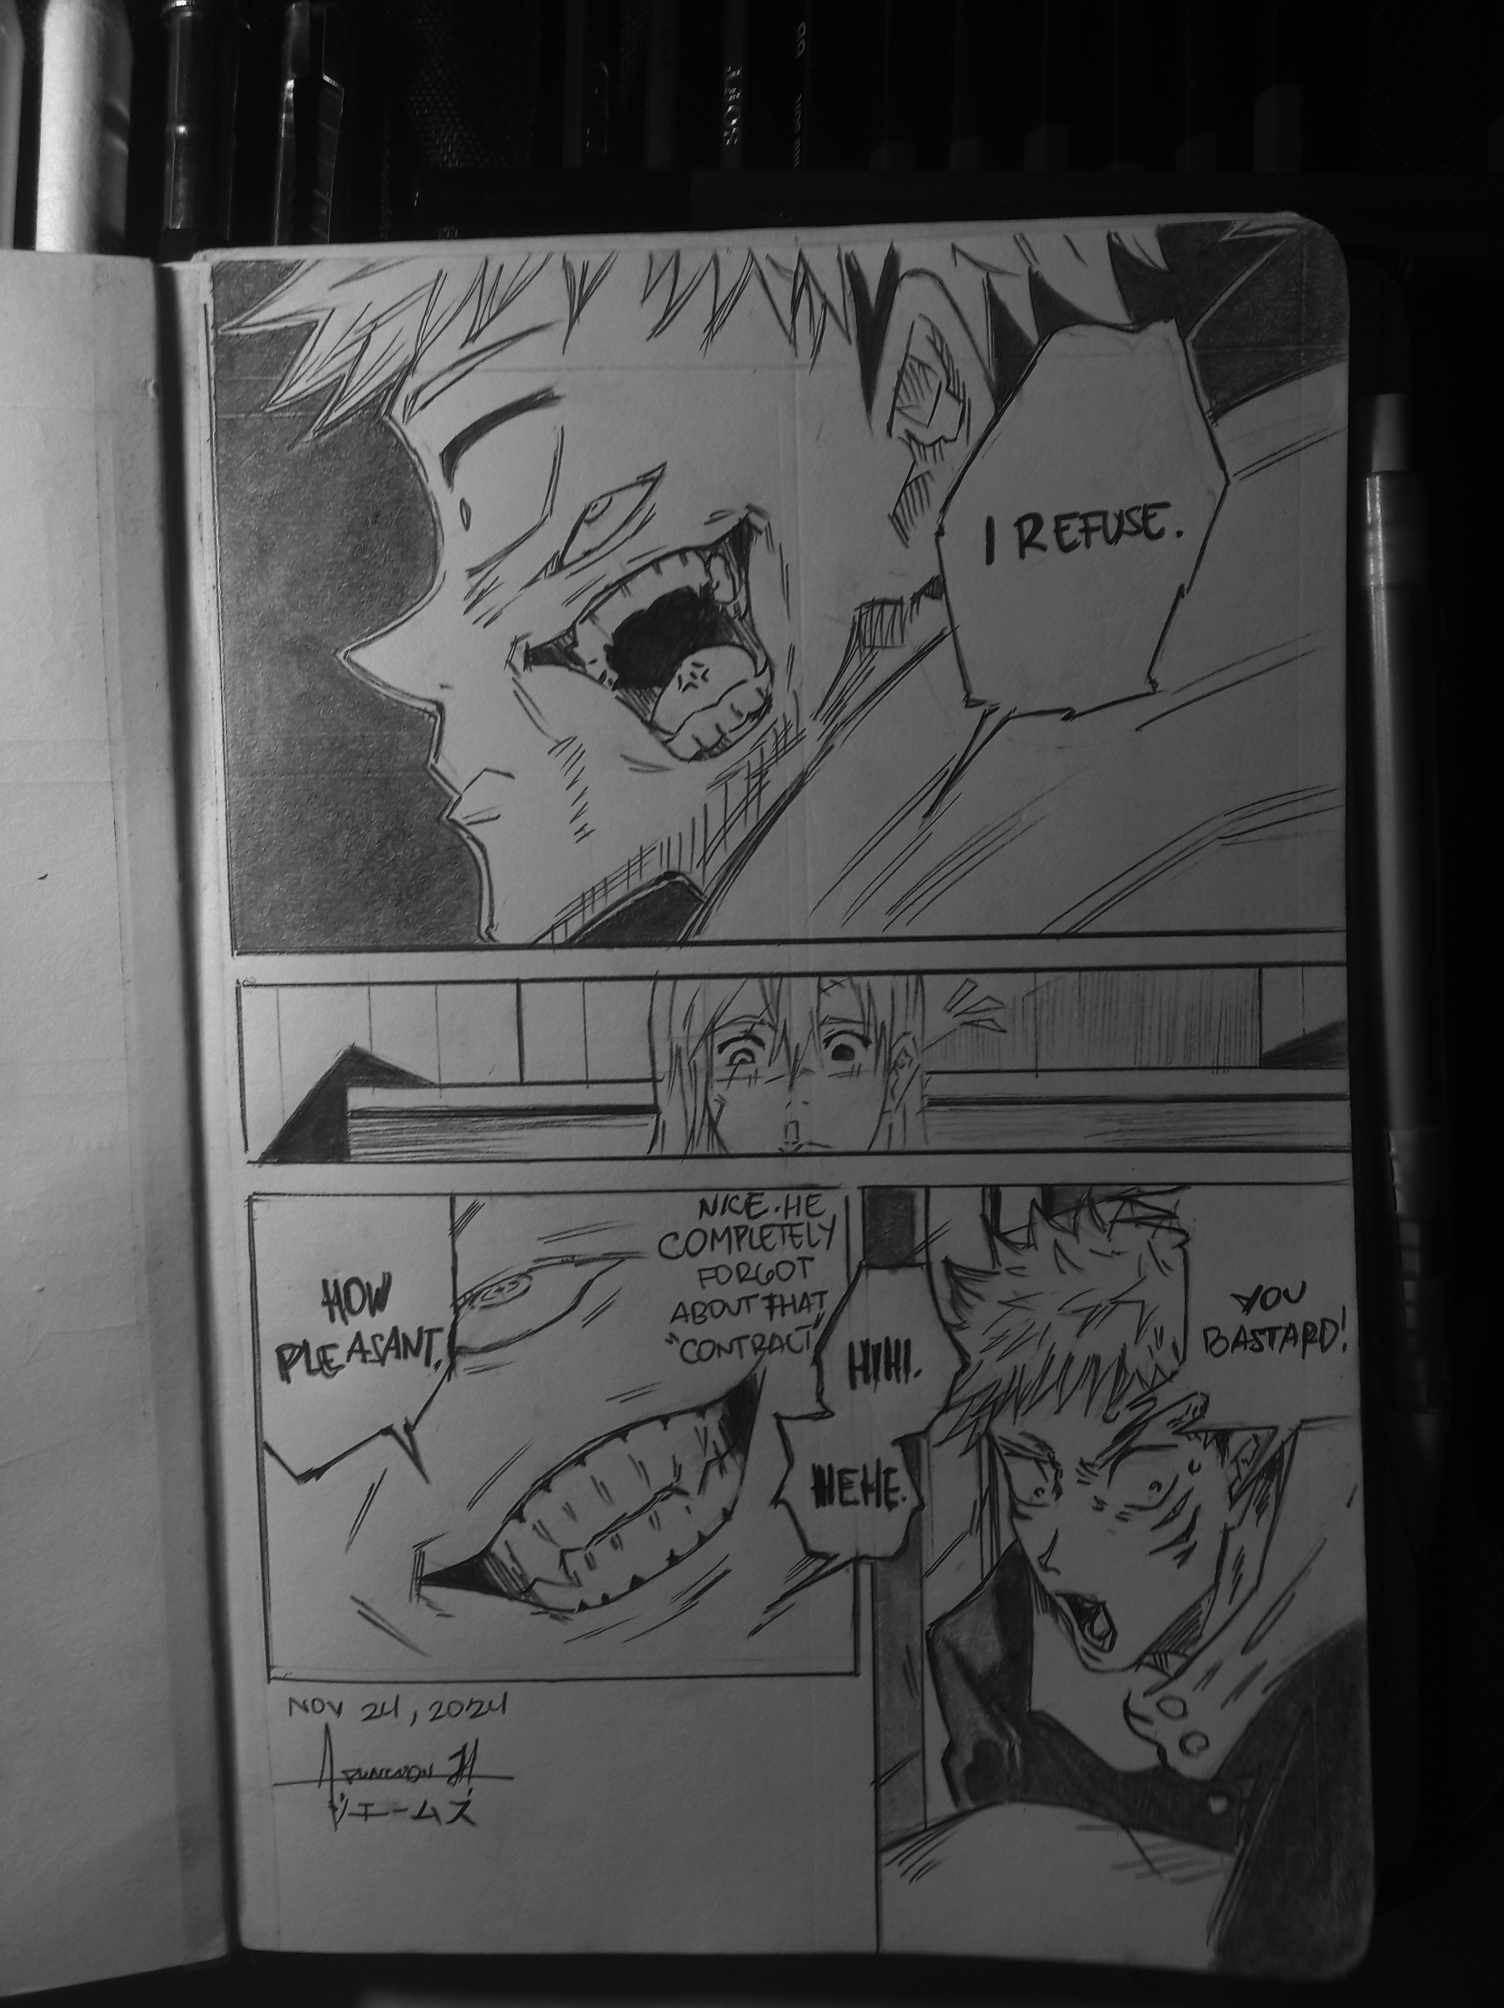 SOFT
I REFUSE.
HOW
PLEASANT.
NICE. HE
COMPLETELY
FORGOT
ABOUT THAT
"CONTRACT"
HIHI.
HEHE.
YOU
BASTARD!
NOV 24, 2024
ジェームズ